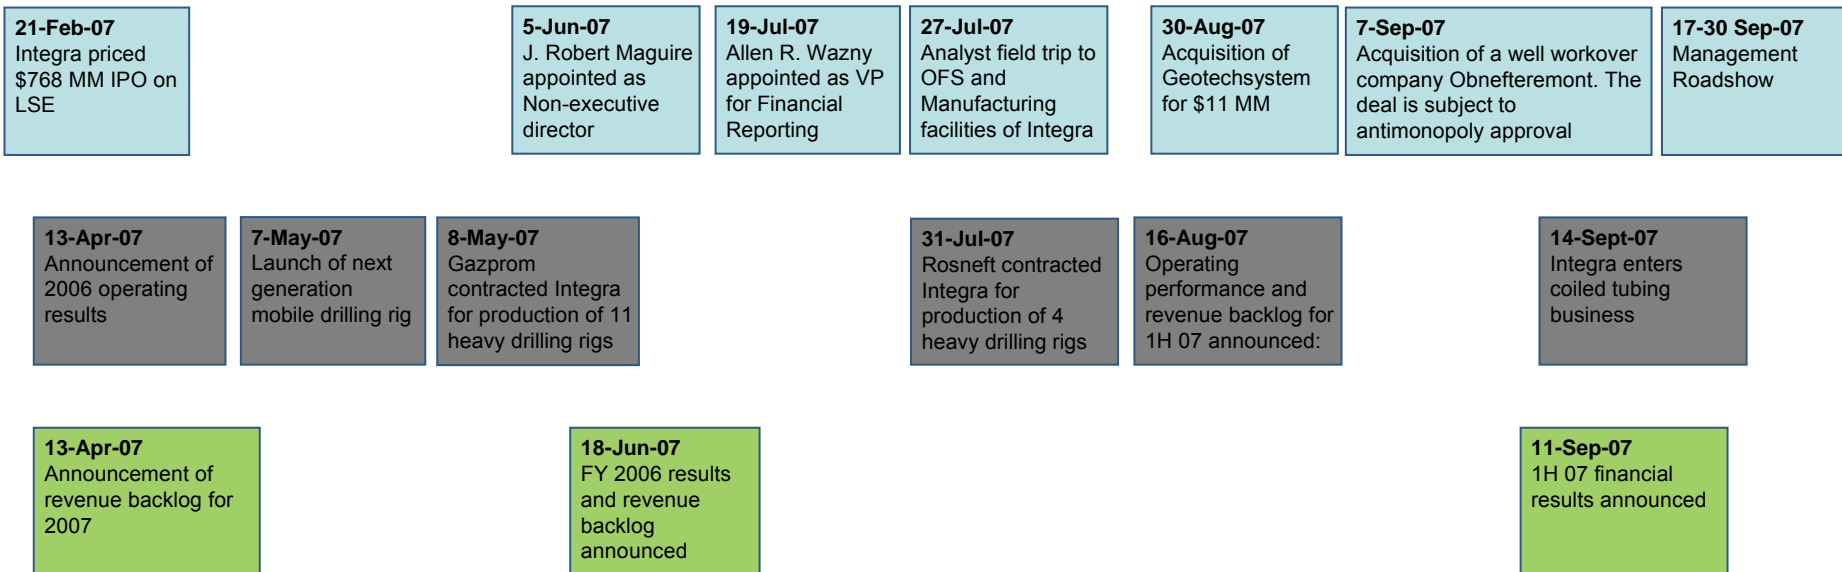 21-Feb-07
Integra priced
$768 MM IPO on
LSE
5-Jun-07
J. Robert Maguire
appointed as
Non-executive
director
19-Jul-07
Allen R. Wazny
appointed as VP
for Financial
Reporting
27-Jul-07
Analyst field trip to
OFS and
Manufacturing
facilities of Integra
30-Aug-07
Acquisition of
Geotechsystem
for $11 MM
7-Sep-07
Acquisition of a well workover
company Obnefteremont. The
deal is subject to
antimonopoly approval
17-30 Sep-07
Management
Roadshow
13-Apr-07
Announcement of
2006 operating
results
7-May-07
Launch of next
generation
mobile drilling rig
8-May-07
Gazprom
contracted Integra
for production of 11
heavy drilling rigs
31-Jul-07
Rosneft contracted
Integra for
production of 4
heavy drilling rigs
16-Aug-07
Operating
performance and
revenue backlog for
1H 07 announced:
14-Sept-07
Integra enters
coiled tubing
business
13-Apr-07
Announcement of
revenue backlog for
2007
18-Jun-07
FY 2006 results
and revenue
backlog
announced
11-Sep-07
1H 07 financial
results announced